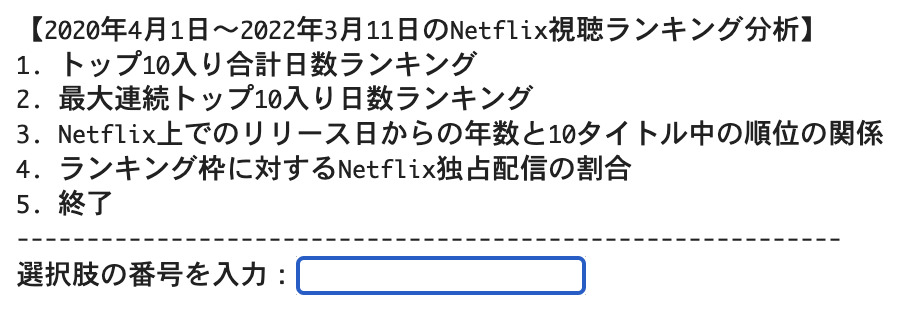 【2020年4月1日〜2022年3月11日のNetflix視聴ランキング分析】
1. トップ10入り合計日数ランキング
2. 最大連続トップ10入り日数ランキング
3. Netflix上でのリリース日からの年数と10タイトル中の順位の関係
4. ランキング枠に対するNetflix独占配信の割合
5. 終了
-----------------------------------------------------------
選択肢の番号を入力：